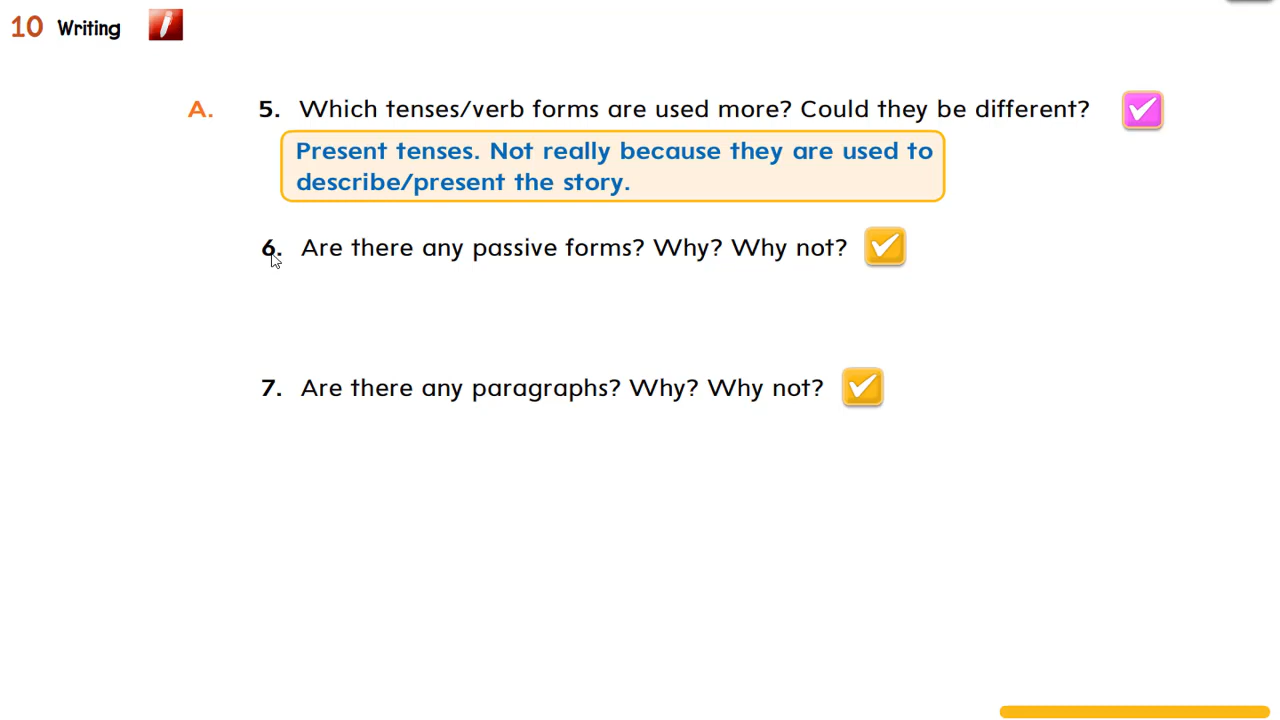 10 Writing
A. 5. Which tenses/verb forms are used more? Could they be different?
Present tenses. Not really because they are used to
describe/present the story.
6. Are there any passive forms? Why? Why not?
7. Are there any paragraphs? Why? Why not?